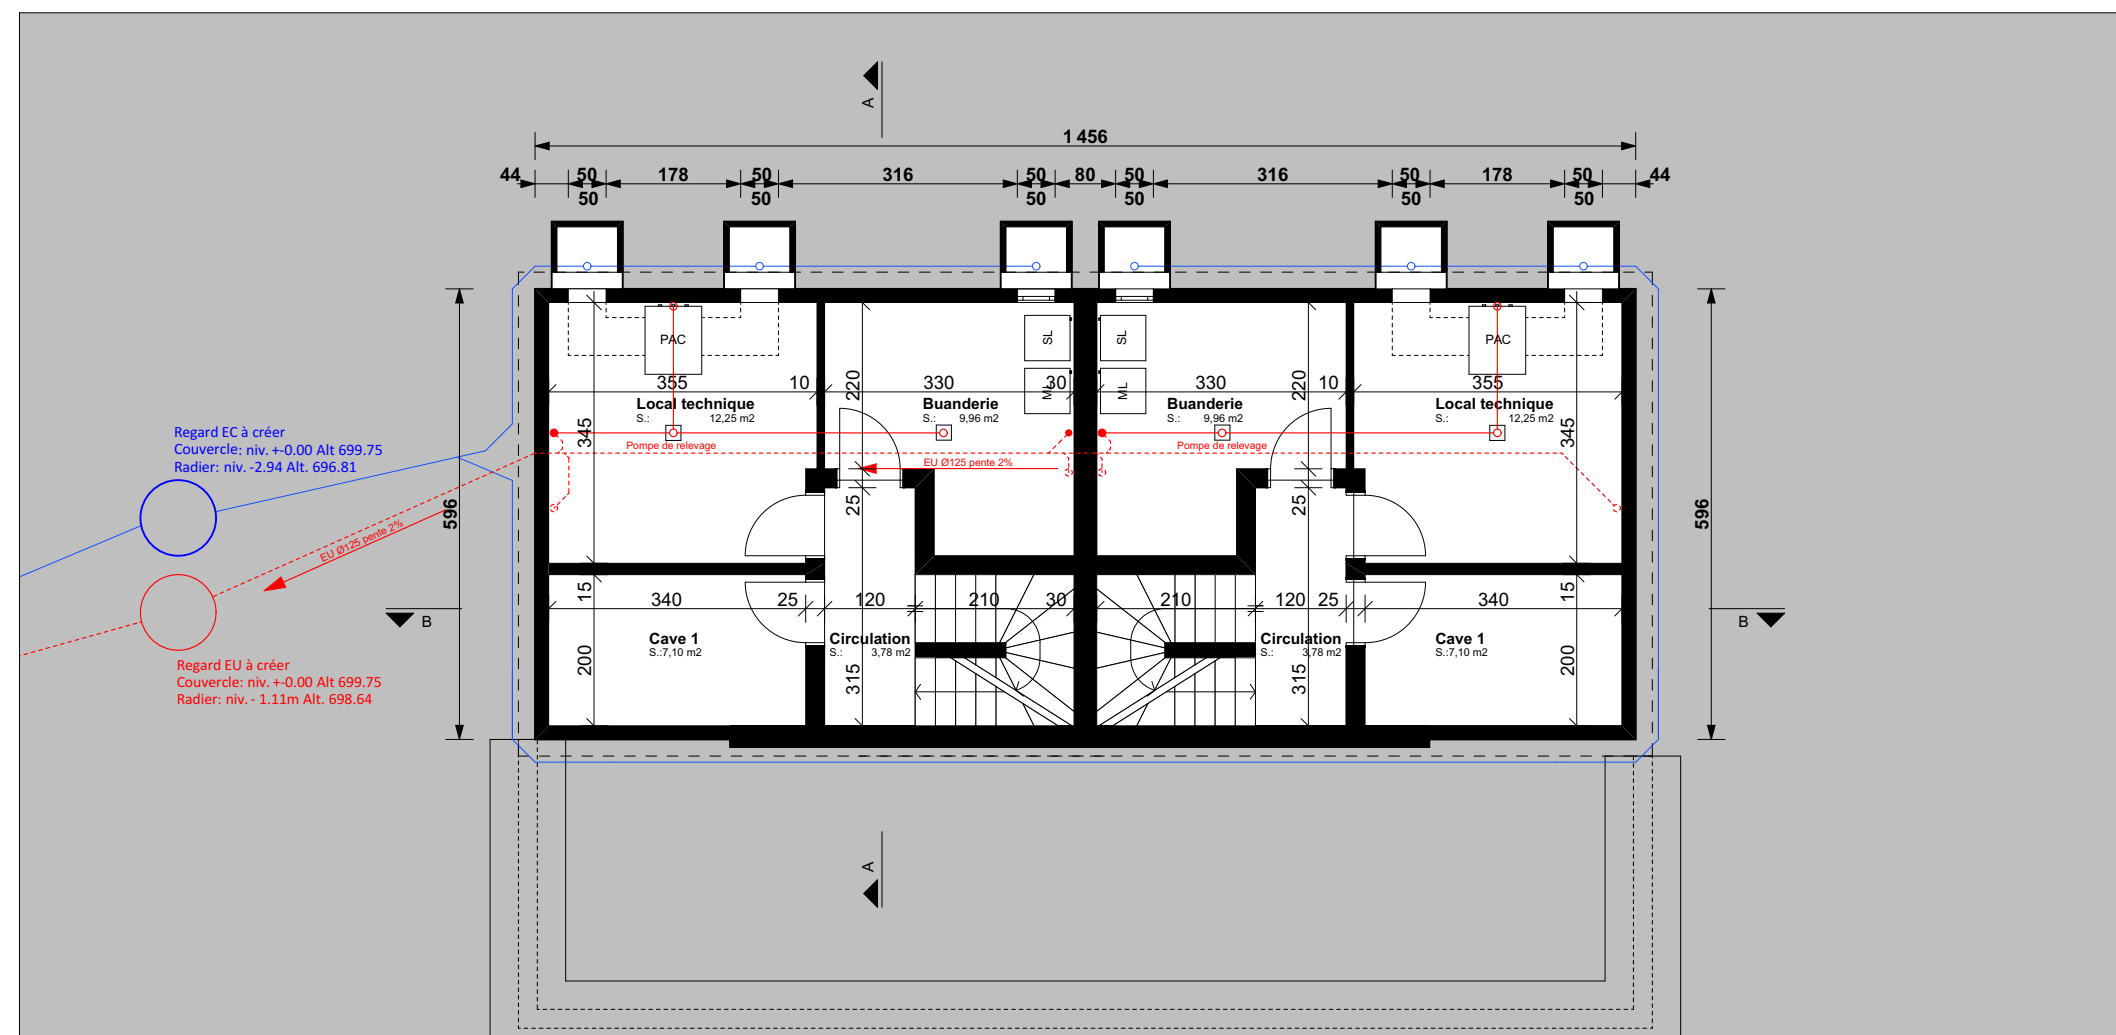 A
1 456
44 50 178 50 316 50 80 50 316 50 178 50 44
50 50 50 50 50 50
PAC
SL
SL
PAC
355 10 220 330 30 ML
ML 330 220 10 355
Local technique
S.: 12,25 m2
Buanderie
S.: 9,96 m2
Buanderie
S.: 9,96 m2
Local technique
S.: 12,25 m2
345
345
Pompe de relevage
Pompe de relevage
EU Ø125 pente 2%
Regard EC à créer
Couvercle: niv. +-0.00 Alt 699.75
Radier: niv. -2.94 Alt. 696.81
596
25
25
596
EU Ø125 pente 2%
15 340 25 120 210 30
210 120 25 340 15
B
B
Cave 1
S.:7,10 m2
Circulation
S.: 3,78 m2
Circulation
S.: 3,78 m2
Cave 1
S.:7,10 m2
200
315
315
200
Regard EU à créer
Couvercle: niv. +-0.00 Alt 699.75
Radier: niv. - 1.11m Alt. 698.64
A